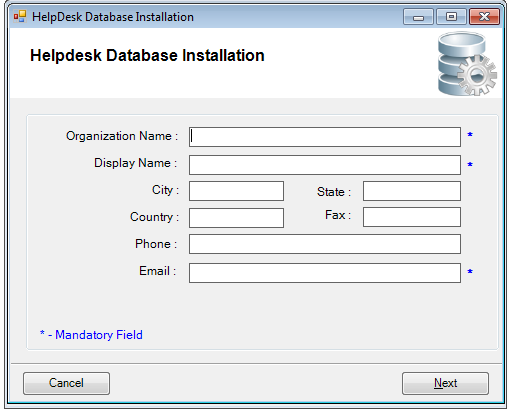 HelpDesk Database Installation
Helpdesk Database Installation
Organization Name : *
Display Name : *
City : State :
Country : Fax :
Phone :
Email : *
* - Mandatory Field
Cancel Next